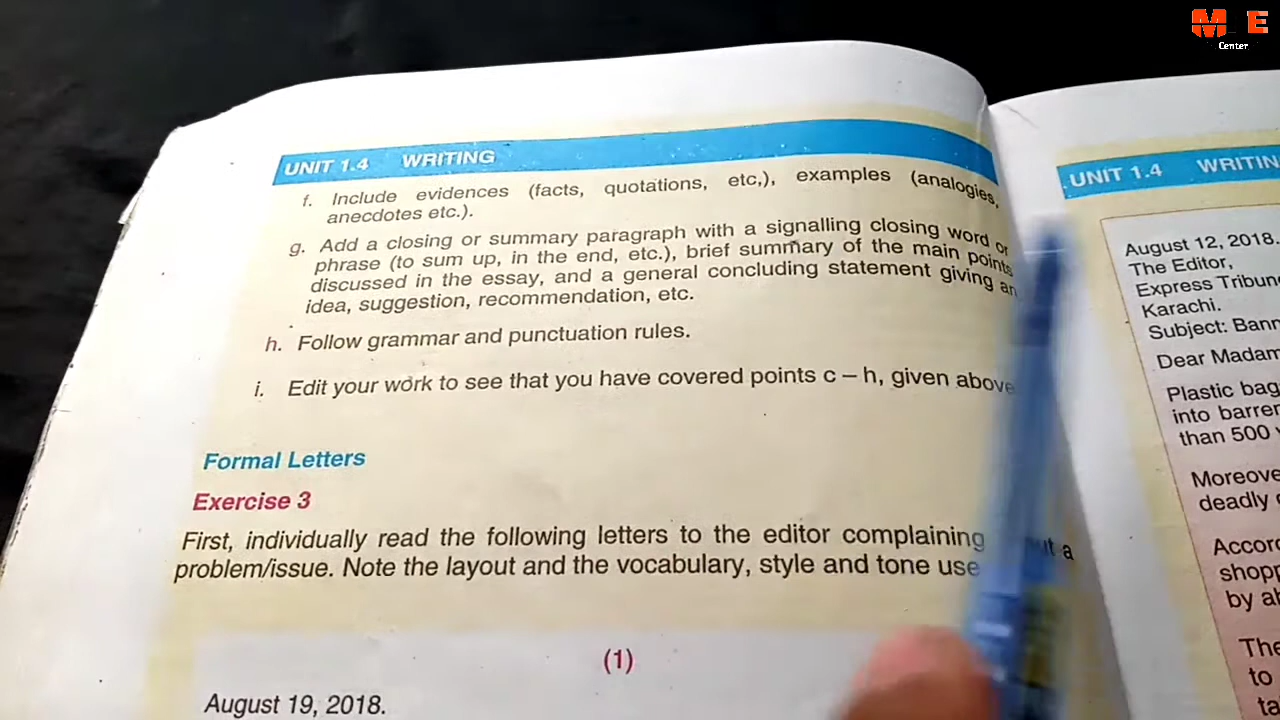 M E
Center
UNIT 1.4 WRITING
f. Include evidences (facts, quotations, etc,), examples (analogies,
anecdotes etc.).
g. Add a closing or summary paragraph with a signalling closing word or
phrase (to sum up, in the end, etc.), brief summary of the main points
discussed in the essay, and a general concluding statement giving an
idea, suggestion, recommendation, etc.
h. Follow grammar and punctuation rules.
i. Edit your work to see that you have covered points c – h, given above
Formal Letters
Exercise 3
First, individually read the following letters to the editor complaining a
problem/issue. Note the layout and the vocabulary, style and tone use
(1)
August 19, 2018.
UNIT 1.4 WRITIN
August 12, 2018.
The Editor,
Express Tribune
Karachi.
Subject: Bann
Dear Madam
Plastic bag
into barren
than 500
Moreove
deadly
Accord
shopp
by
The
to
ta